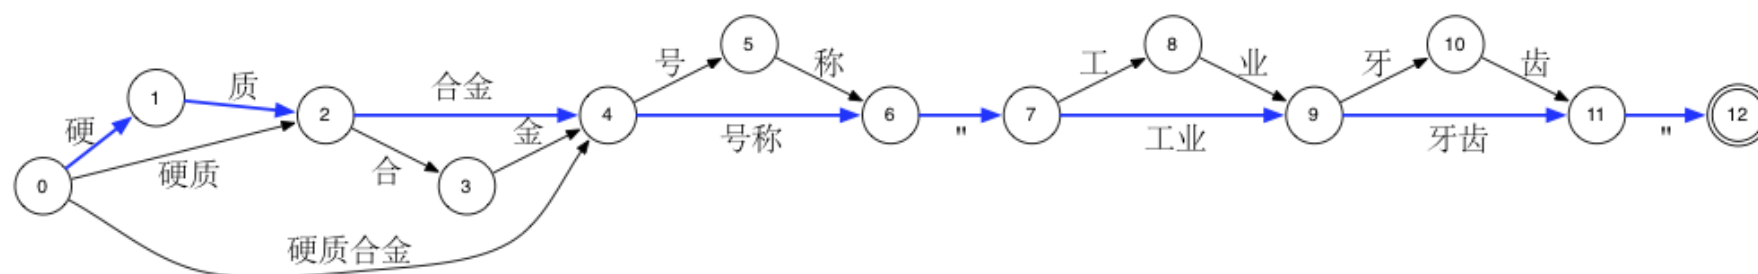 5 8 10
号 称 工 业 牙 齿
1 质 合金
硬 2 金 4 6 7 9 11 12
号称 " 工业 牙齿 "
0 硬质 合 3
硬质合金